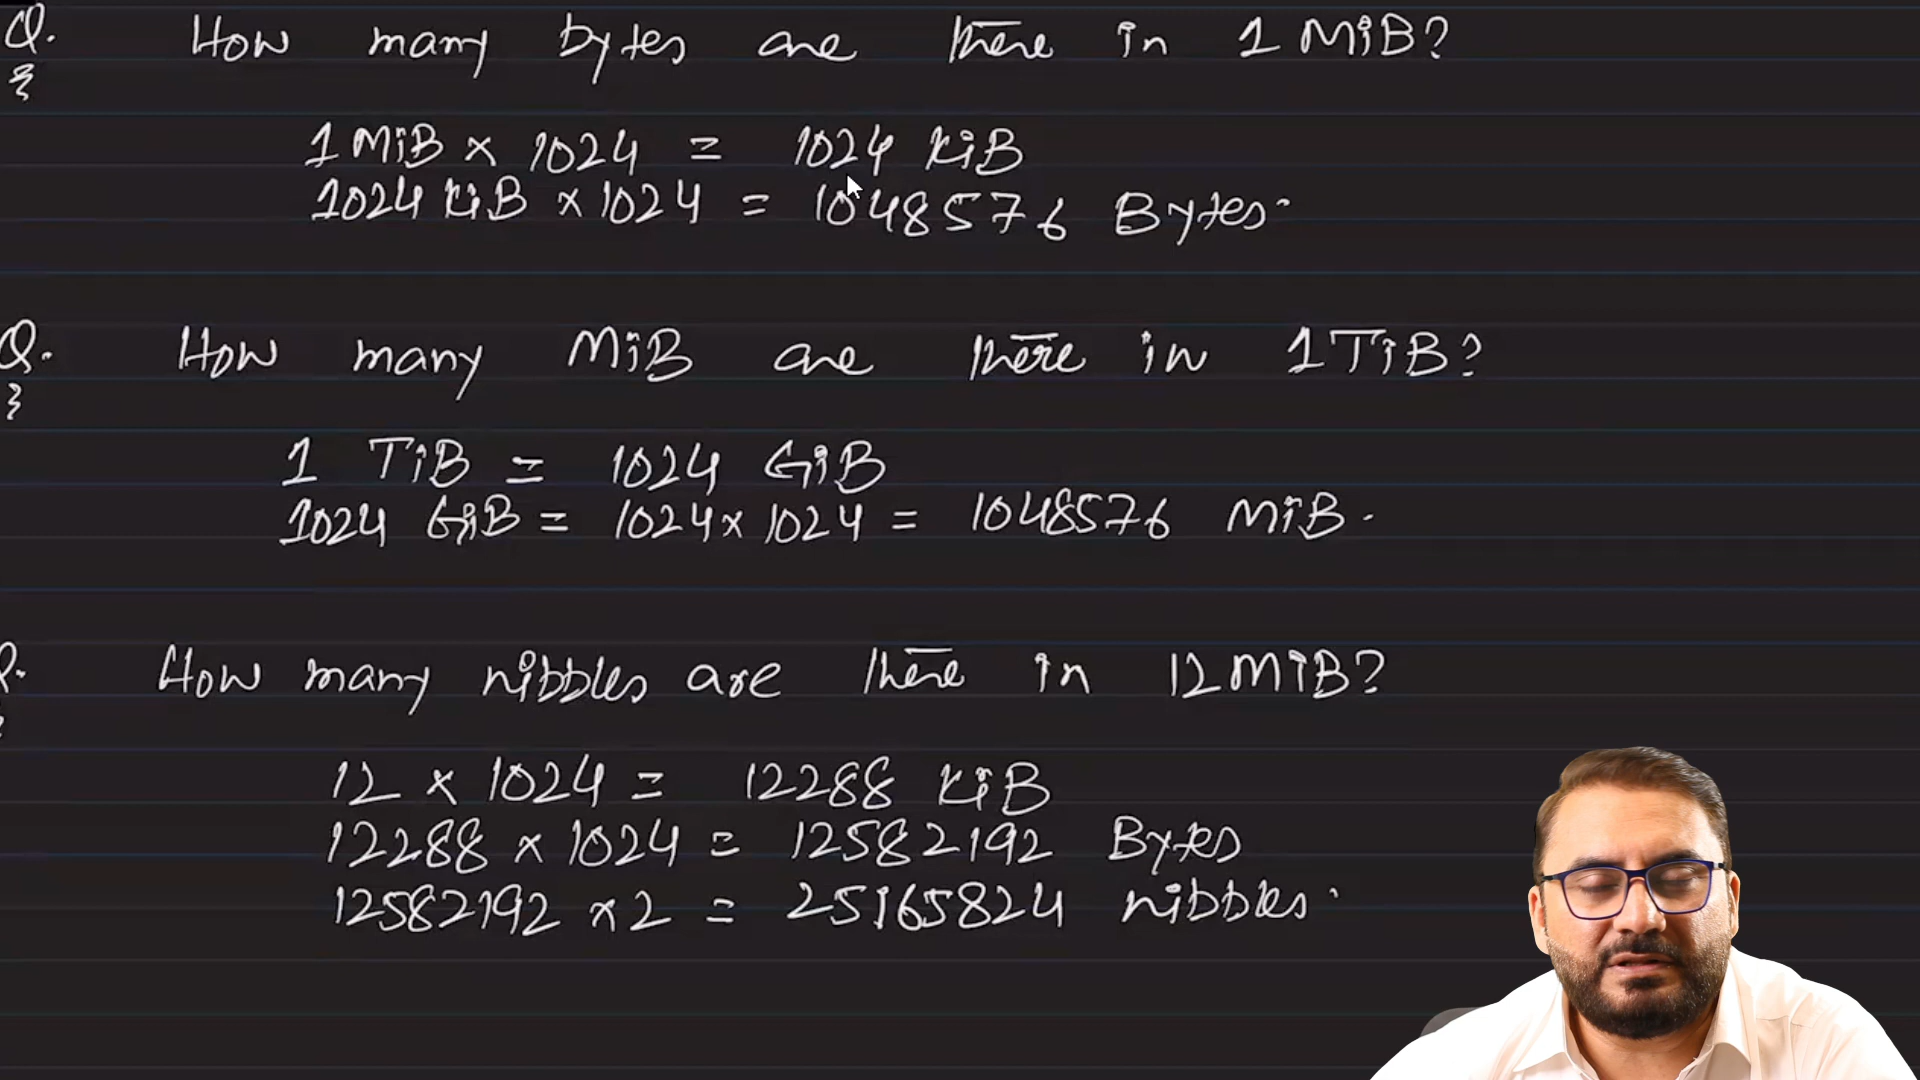 Q. How many bytes are there in 1 MiB?
1 MiB × 1024 = 1024 KiB
1024 KiB × 1024 = 1048576 Bytes.
Q. How many MiB are there in 1 TiB?
1 TiB = 1024 GiB
1024 GiB = 1024 × 1024 = 1048576 MiB.
How many nibbles are there in 12 MiB?
12 × 1024 = 12288 KiB
12288 × 1024 = 12582192 Bytes
12582192 × 2 = 25165824 nibbles.